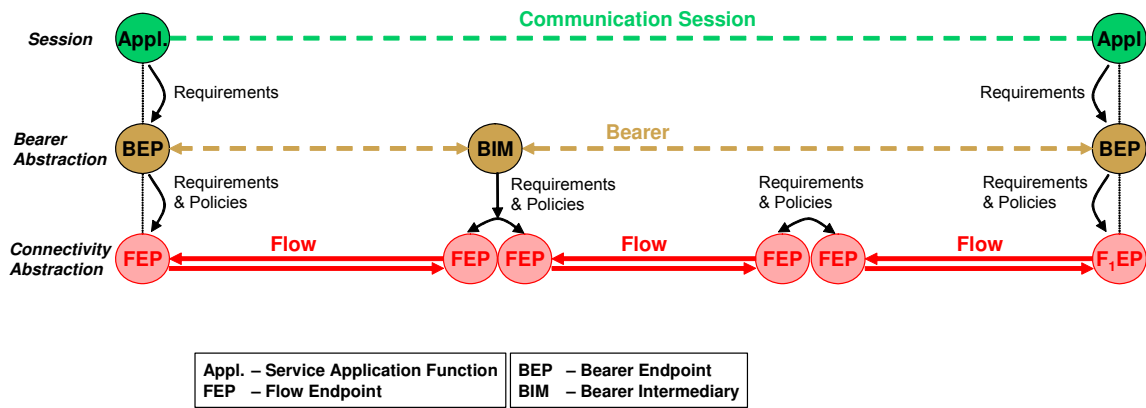 Communication Session
Session
Appl.
Appl
Requirements
Requirements
Bearer
Abstraction
BEP
BIM
Bearer
BEP
Requirements
& Policies
Requirements
& Policies
Requirements
& Policies
Requirements
& Policies
Connectivity
Abstraction
FEP
Flow
FEP
FEP
Flow
FEP
FEP
Flow
F₁EP
Appl. – Service Application Function
FEP – Flow Endpoint
BEP – Bearer Endpoint
BIM – Bearer Intermediary